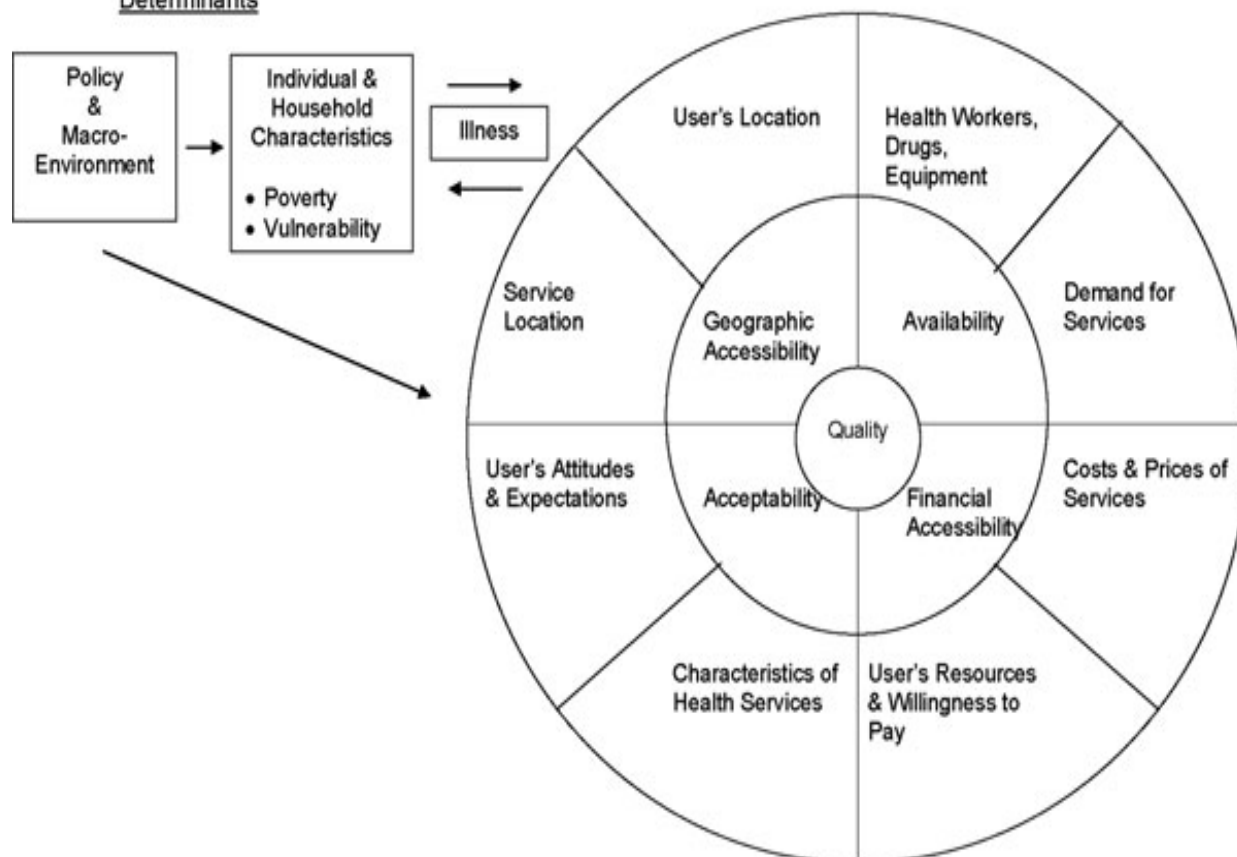 Determinants
Policy
&
Macro-
Environment
Individual &
Household
Characteristics
• Poverty
• Vulnerability
Illness
User's Location
Health Workers,
Drugs,
Equipment
Service
Location
Geographic
Accessibility
Availability
Demand for
Services
Quality
User's Attitudes
& Expectations
Acceptability
Financial
Accessibility
Costs & Prices of
Services
Characteristics of
Health Services
User's Resources
& Willingness to
Pay